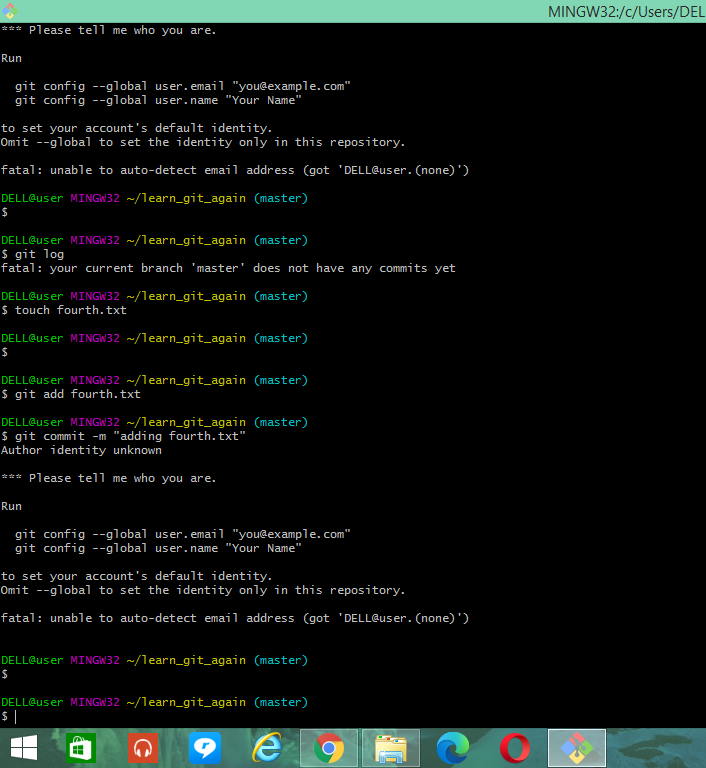 MINGW32:/c/Users/DEL
*** Please tell me who you are.
Run
git config --global user.email "you@example.com"
git config --global user.name "Your Name"
to set your account's default identity.
Omit --global to set the identity only in this repository.
fatal: unable to auto-detect email address (got 'DELL@user.(none)')
DELL@user MINGW32 ~/learn_git_again (master)
$
DELL@user MINGW32 ~/learn_git_again (master)
$ git log
fatal: your current branch 'master' does not have any commits yet
DELL@user MINGW32 ~/learn_git_again (master)
$ touch fourth.txt
DELL@user MINGW32 ~/learn_git_again (master)
$
DELL@user MINGW32 ~/learn_git_again (master)
$ git add fourth.txt
DELL@user MINGW32 ~/learn_git_again (master)
$ git commit -m "adding fourth.txt"
Author identity unknown
*** Please tell me who you are.
Run
git config --global user.email "you@example.com"
git config --global user.name "Your Name"
to set your account's default identity.
Omit --global to set the identity only in this repository.
fatal: unable to auto-detect email address (got 'DELL@user.(none)')
DELL@user MINGW32 ~/learn_git_again (master)
$
DELL@user MINGW32 ~/learn_git_again (master)
$